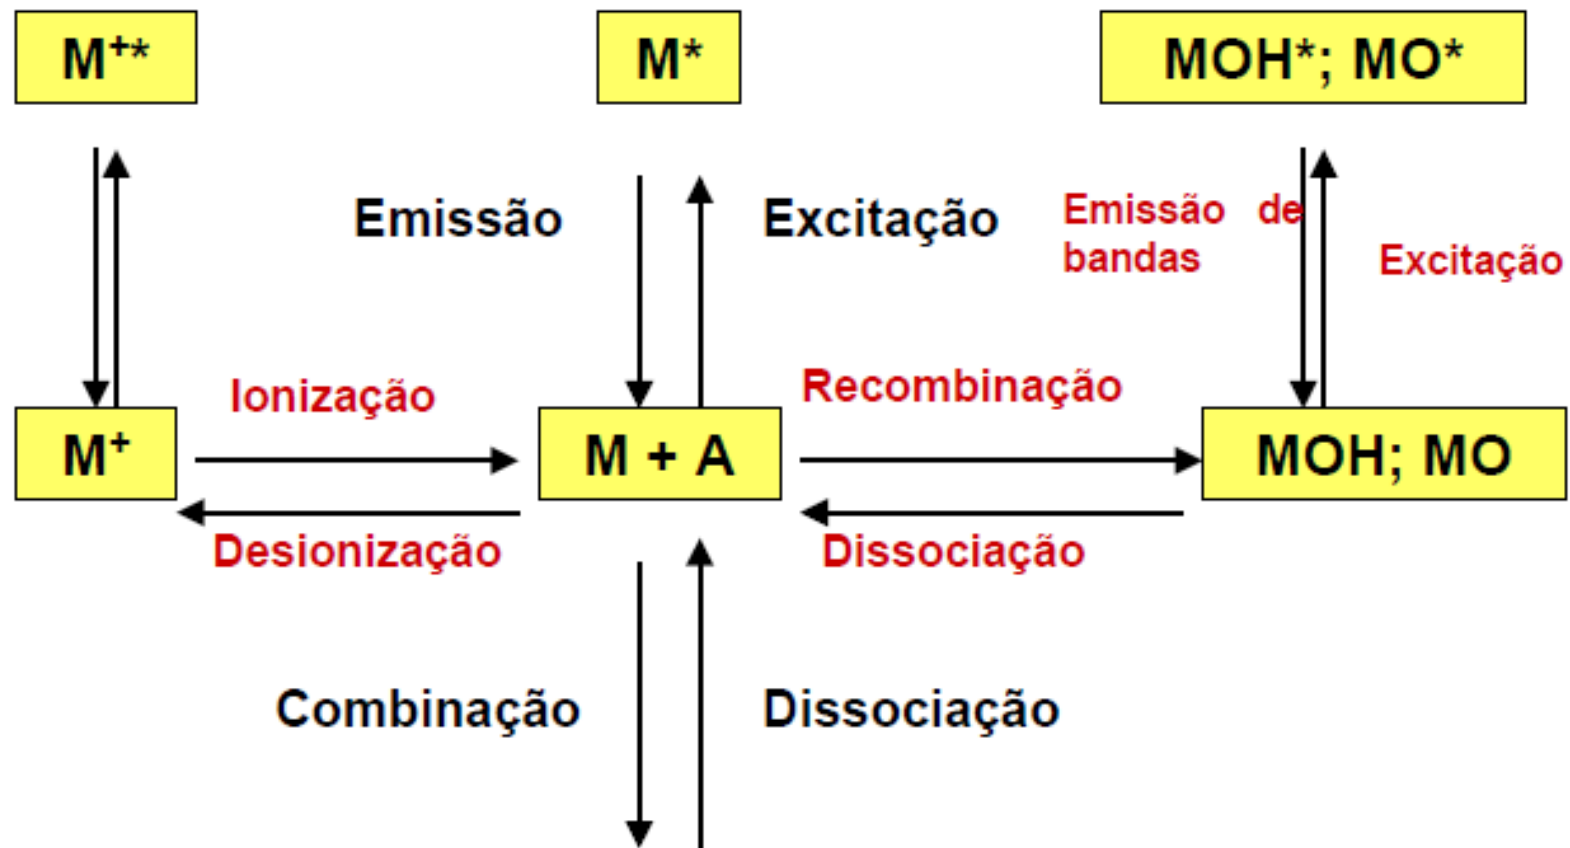 M⁺*
M*
MOH*; MO*
Emissão
Excitação
Emissão de
bandas
Excitação
Ionização
Recombinação
M⁺
M + A
MOH; MO
Desionização
Dissociação
Combinação
Dissociação